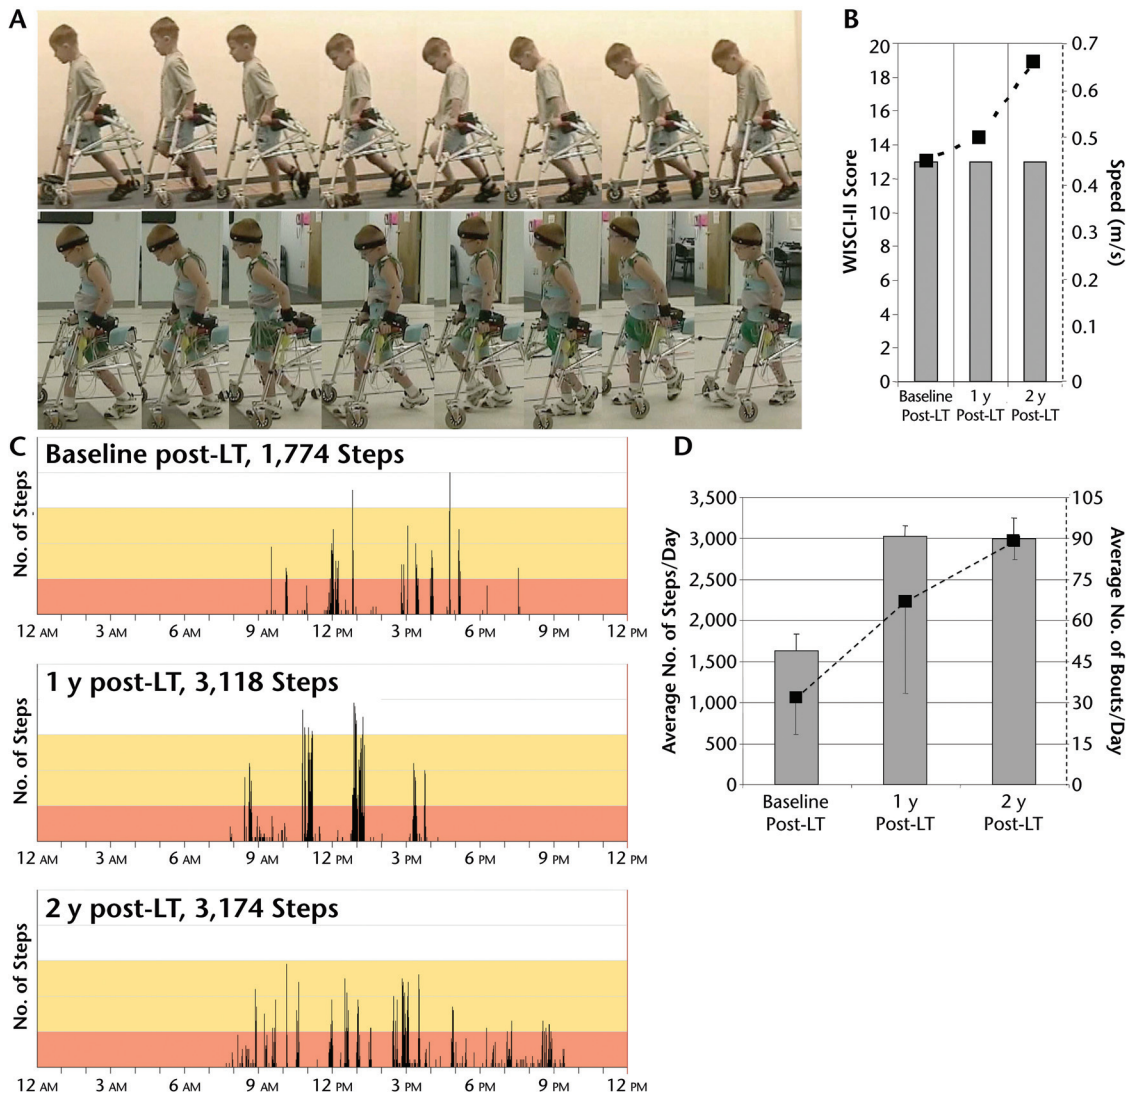 A
B
20
18
16
14
12
10
8
6
4
2
0
WISCI-II Score
0.7
0.6
0.5
0.4
0.3
0.2
0.1
0
Speed (m/s)
Baseline
Post-LT
1 y
Post-LT
2 y
Post-LT
C
Baseline post-LT, 1,774 Steps
No. of Steps
12 AM 3 AM 6 AM 9 AM 12 PM 3 PM 6 PM 9 PM 12 PM
1 y post-LT, 3,118 Steps
No. of Steps
12 AM 3 AM 6 AM 9 AM 12 PM 3 PM 6 PM 9 PM 12 PM
2 y post-LT, 3,174 Steps
No. of Steps
12 AM 3 AM 6 AM 9 AM 12 PM 3 PM 6 PM 9 PM 12 PM
D
3,500
3,000
2,500
2,000
1,500
1,000
500
0
Average No. of Steps/Day
105
90
75
60
45
30
15
0
Average No. of Bouts/Day
Baseline
Post-LT
1 y
Post-LT
2 y
Post-LT